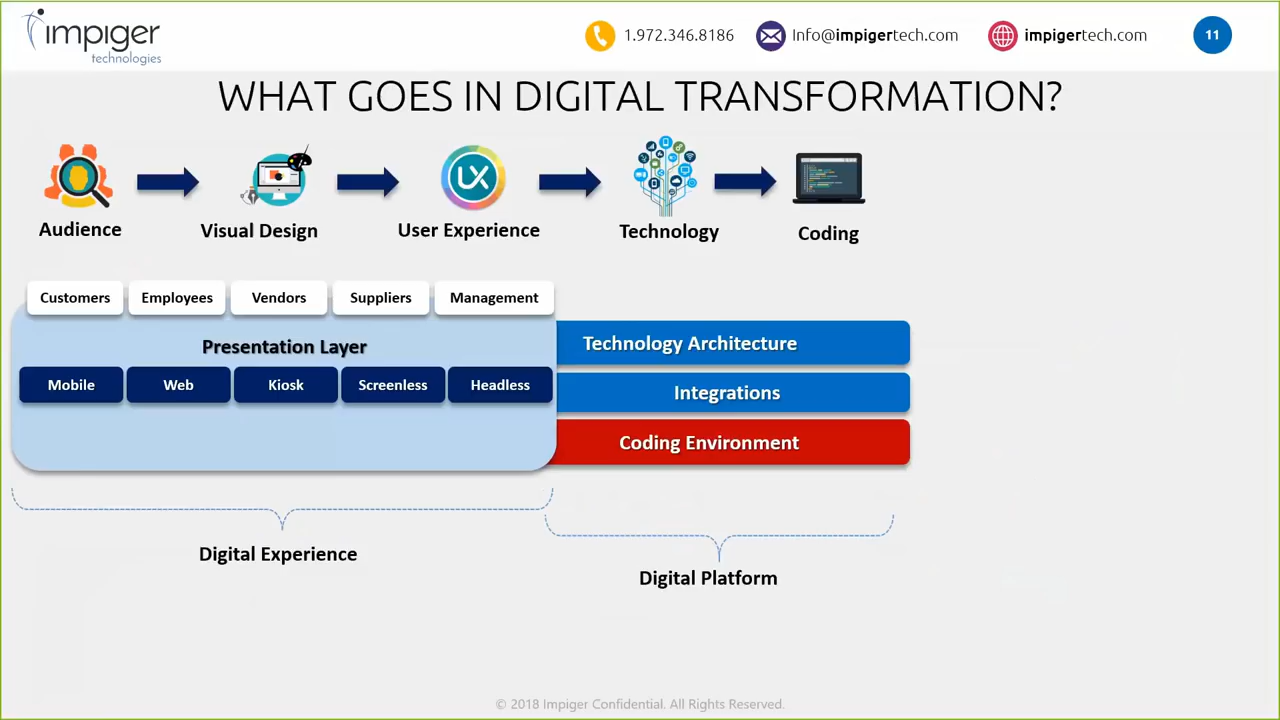 impiger
technologies
1.972.346.8186
Info@impigertech.com
impigertech.com
11
WHAT GOES IN DIGITAL TRANSFORMATION?
UX
Audience
Visual Design
User Experience
Technology
Coding
Customers
Employees
Vendors
Suppliers
Management
Presentation Layer
Mobile
Web
Kiosk
Screenless
Headless
Technology Architecture
Integrations
Coding Environment
Digital Experience
Digital Platform
© 2018 Impiger Confidential. All Rights Reserved.